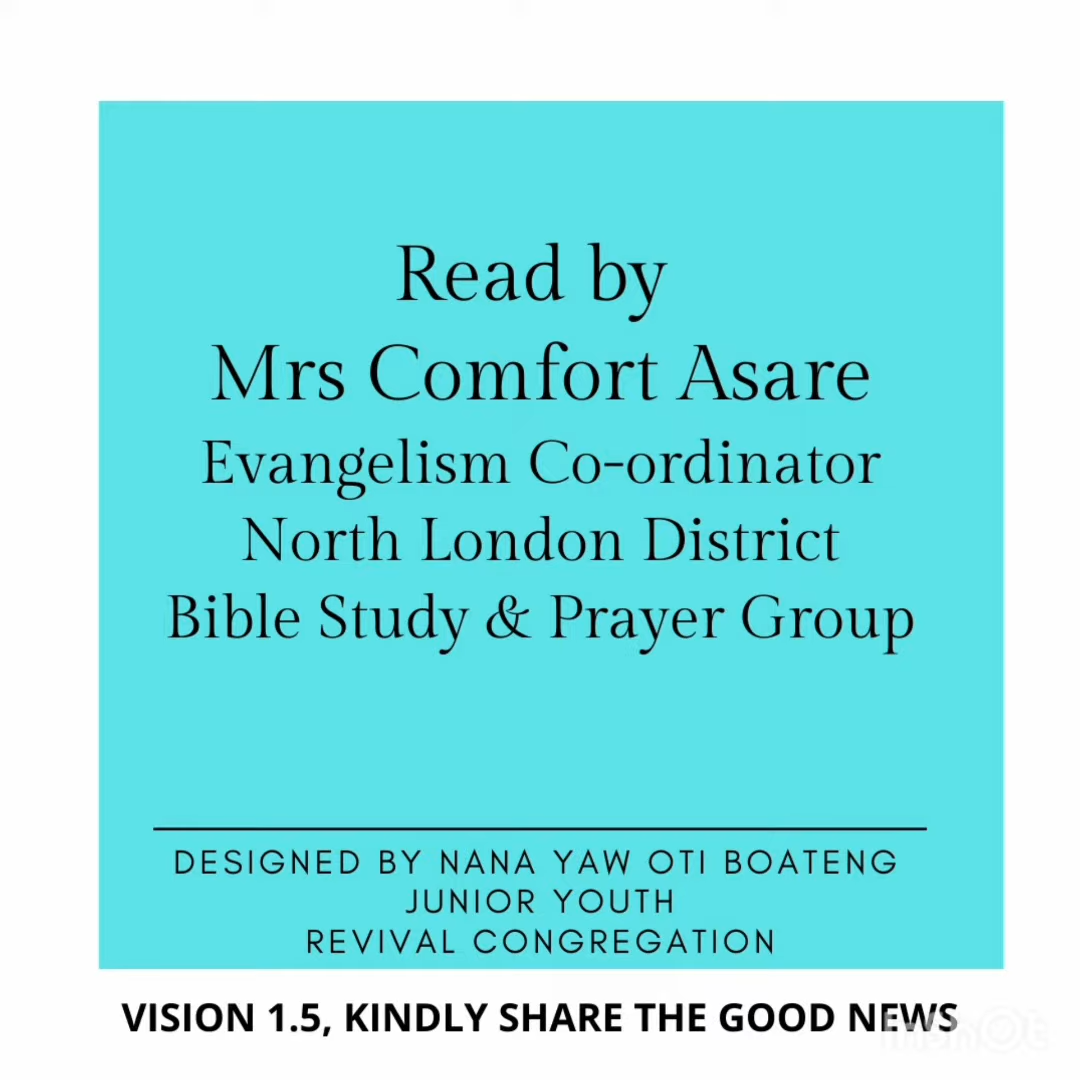 Read by
Mrs Comfort Asare
Evangelism Co-ordinator
North London District
Bible Study & Prayer Group
DESIGNED BY NANA YAW OTI BOATENG
JUNIOR YOUTH
REVIVAL CONGREGATION
VISION 1.5, KINDLY SHARE THE GOOD NEWS
InShOt